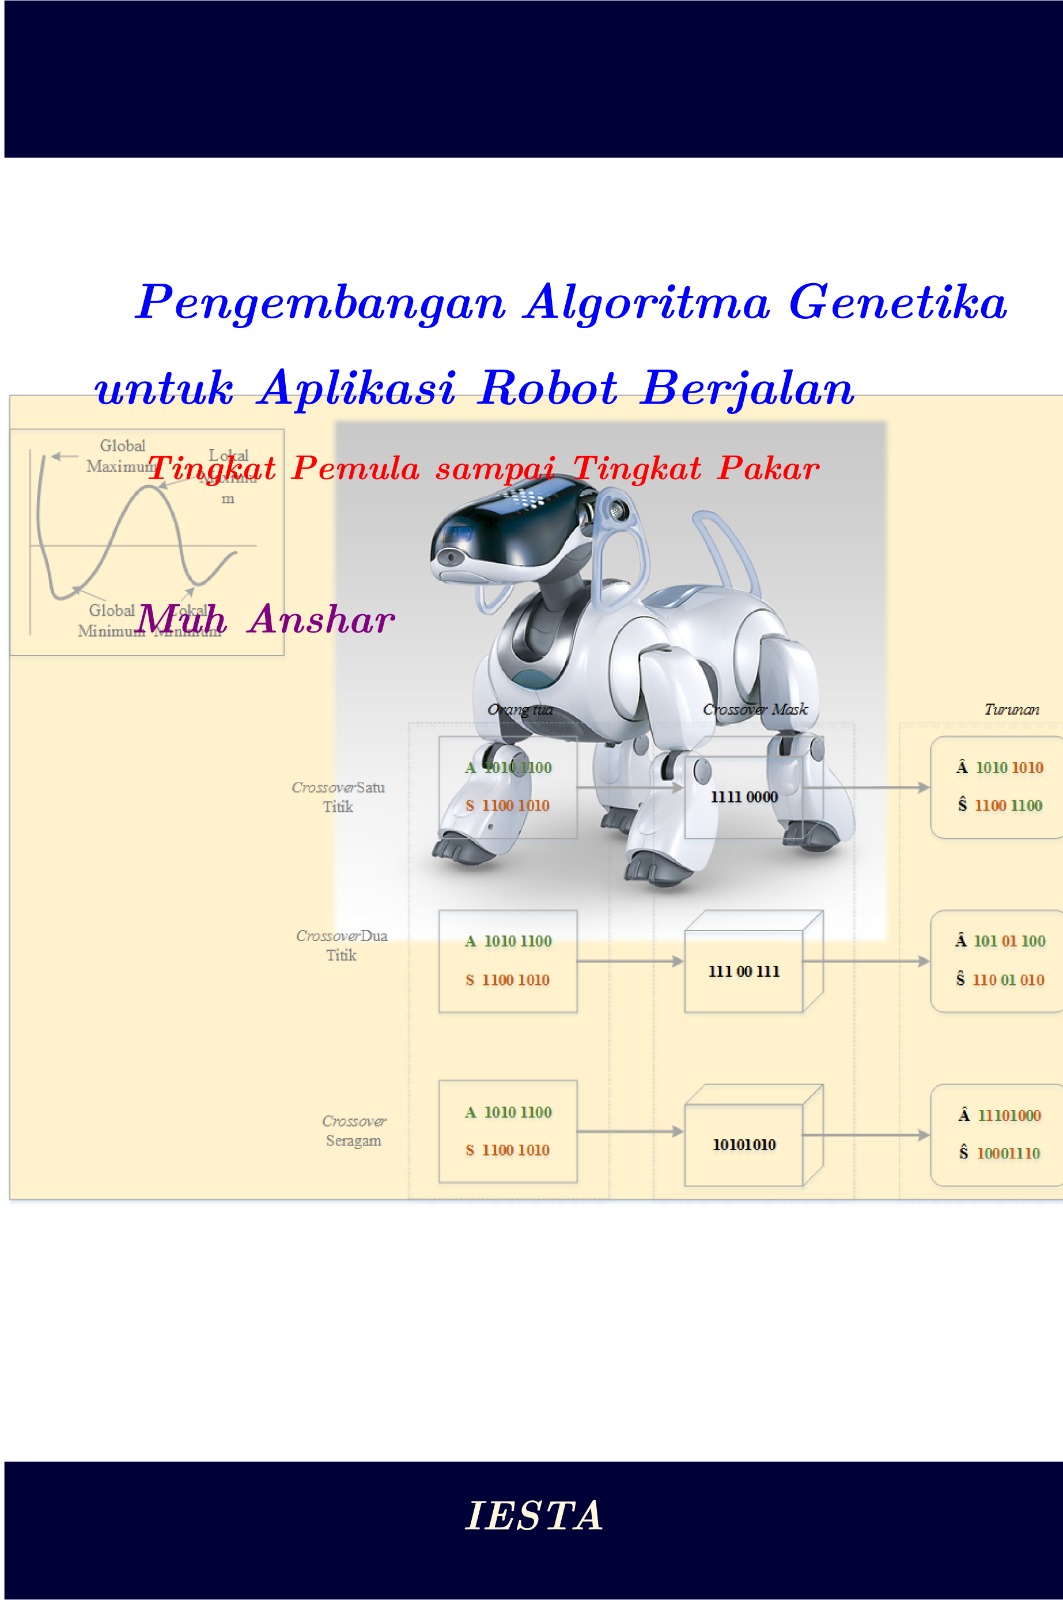 Pengembangan Algoritma Genetika
untuk Aplikasi Robot Berjalan
Tingkat Pemula sampai Tingkat Pakar
Global
Maximum
Lokal
m
Global
Minimum
Lokal
Minimum
Muh Anshar
Orang tua
Crossover Mask
Turunan
CrossoverSatu
Titik
A 1010 1100
S 1100 1010
1111 0000
Â 1010 1010
Ŝ 1100 1100
CrossoverDua
Titik
A 1010 1100
S 1100 1010
111 00 111
Â 101 01 100
Ŝ 110 01 010
Crossover
Seragam
A 1010 1100
S 1100 1010
10101010
Â 11101000
Ŝ 10001110
IESTA